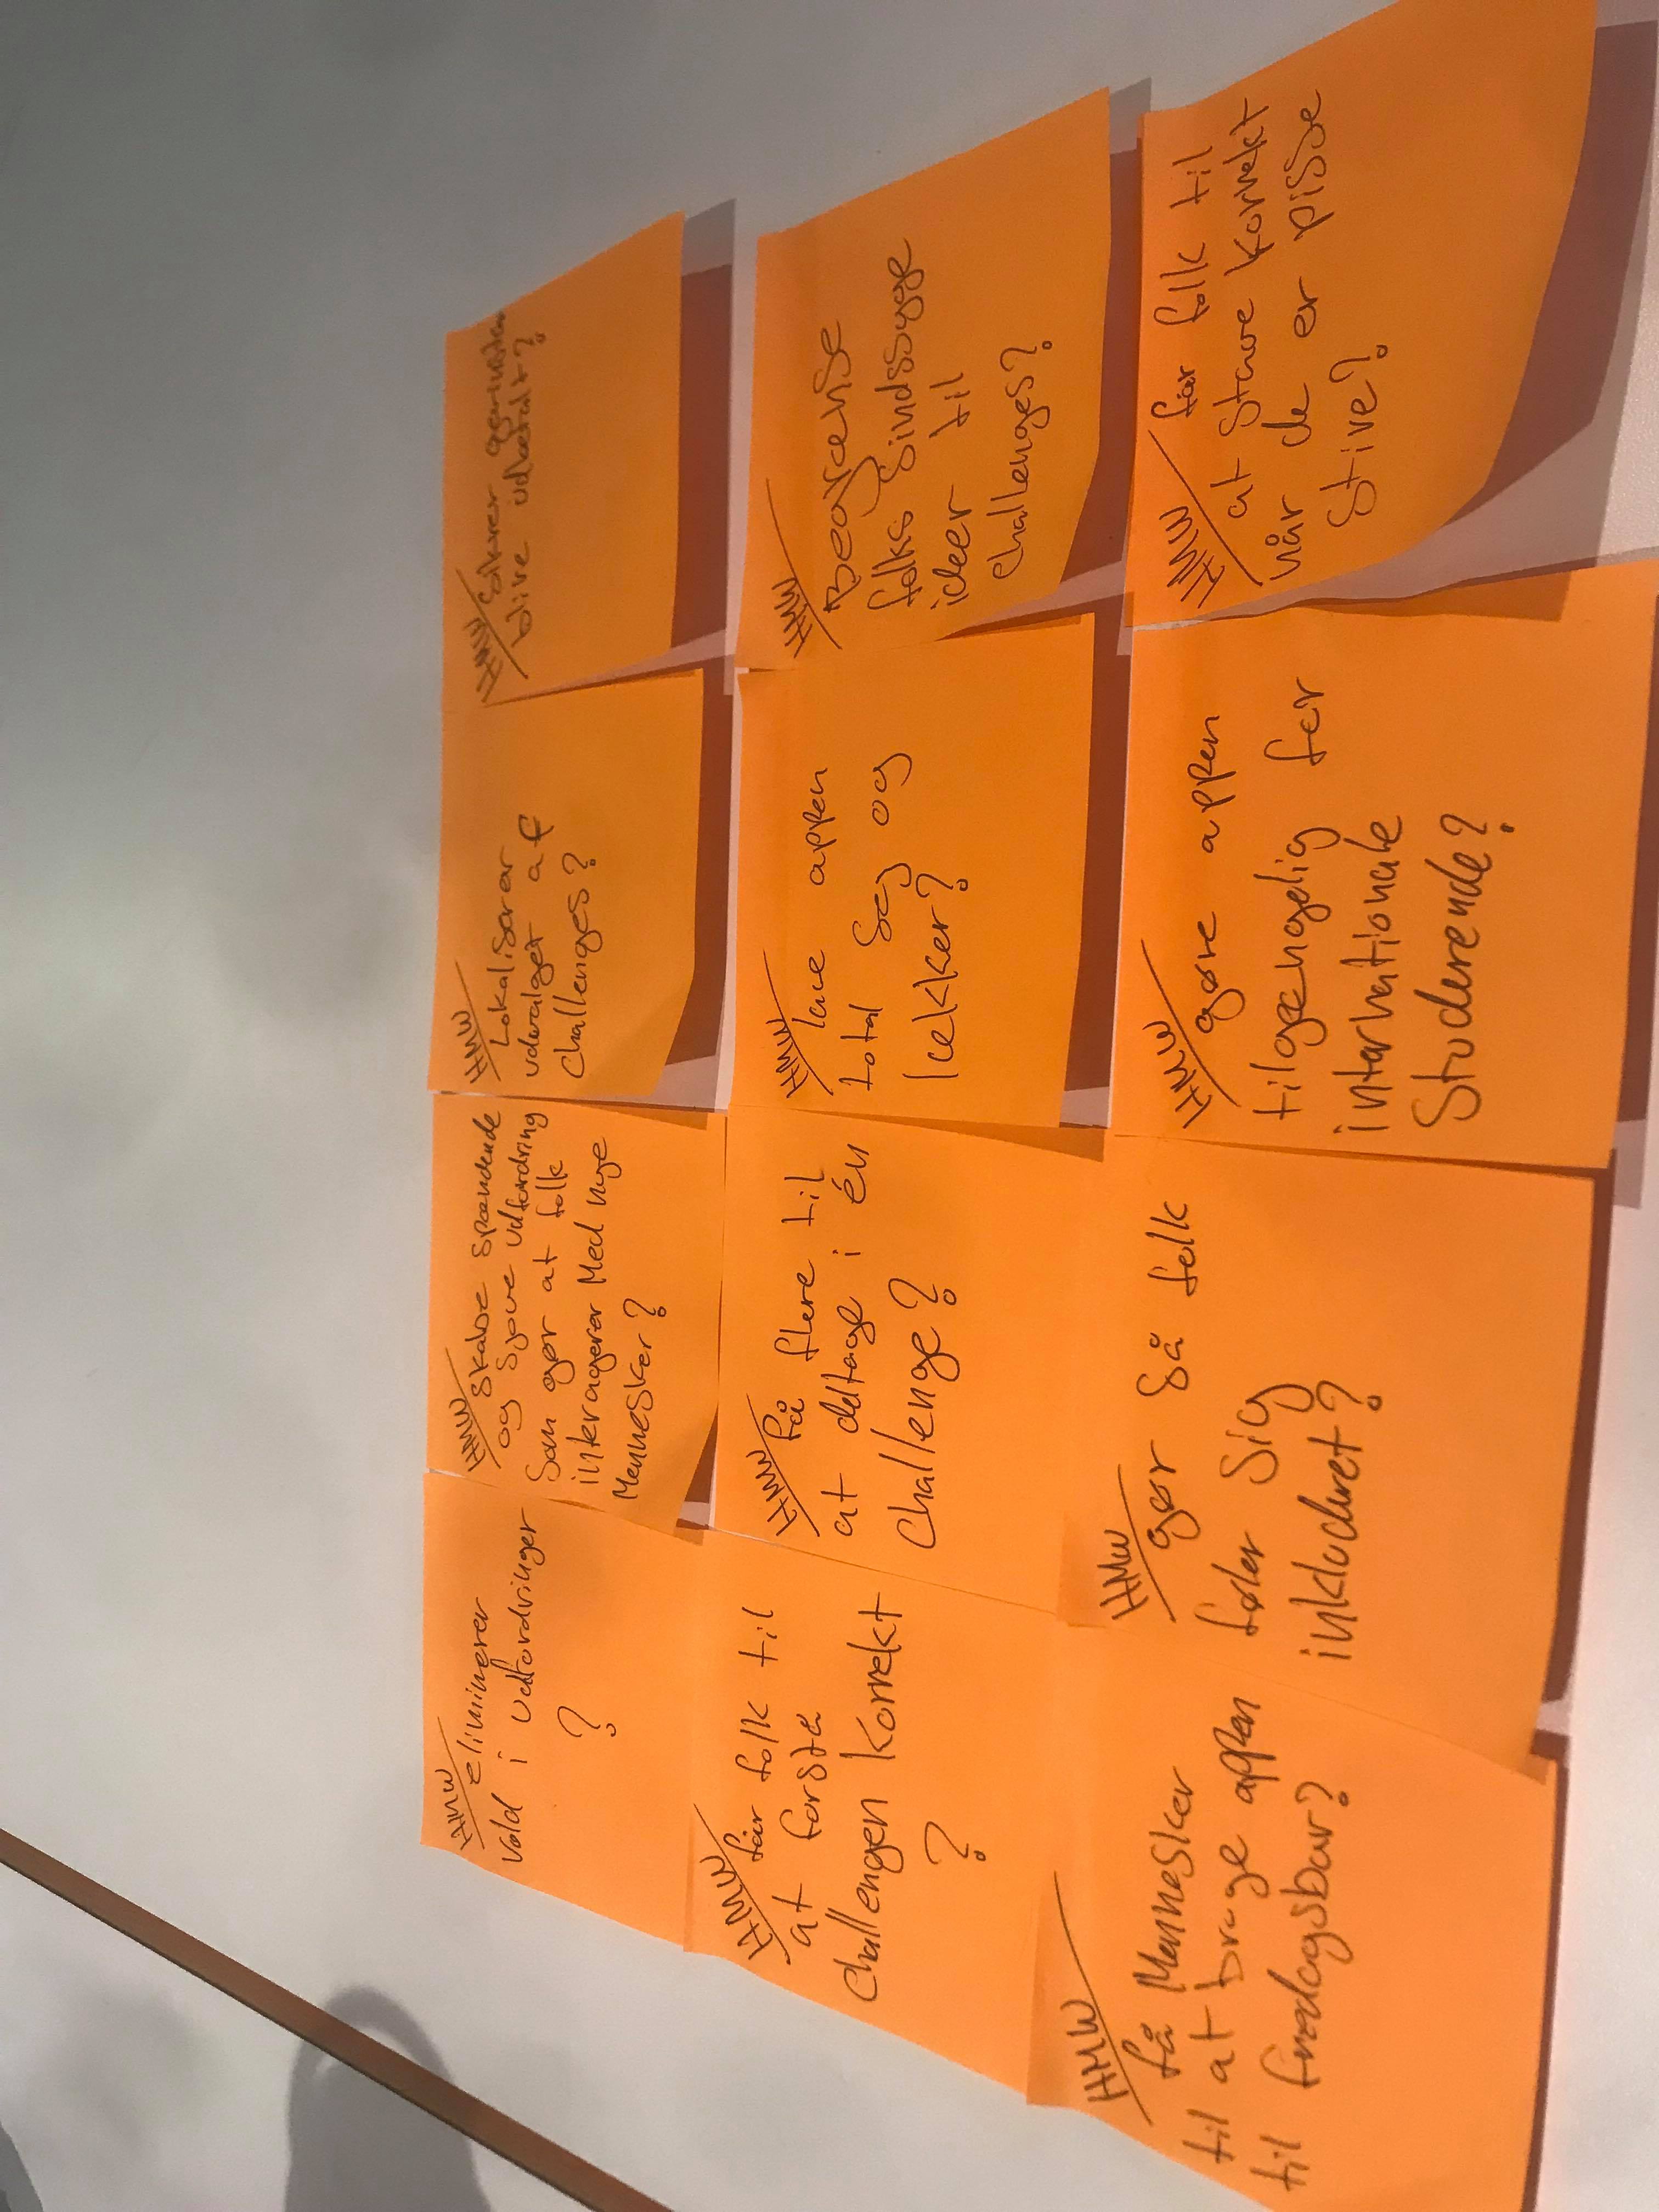 HMW
eliminerer
vold i udfordringer
?
HMW
skabe spændende
og sjove udfordring
som gør at folk
interagerer med nye
Mennesker?
HMW
Lokaliserer
udvalget af
challenges?
HMW sikrer
blive udbetalt?
HMW
får folk til
at forstå
challengen korrekt
?
HMW få flere til
at deltage i én
challenge?
HMW
lave appen
total sej og
lækker?
HMW
Begrænse
folks sindssyge
ideer til
challenges?
HMW
få Mennesker
til at bruge appen
til fredagsbar?
HMW
gør så folk
føler sig
inkluderet?
HMW
gøre appen
tilgængelig for
internationale
studerende?
HMW får folk til
at stave korrekt
når de er pisse
stive?